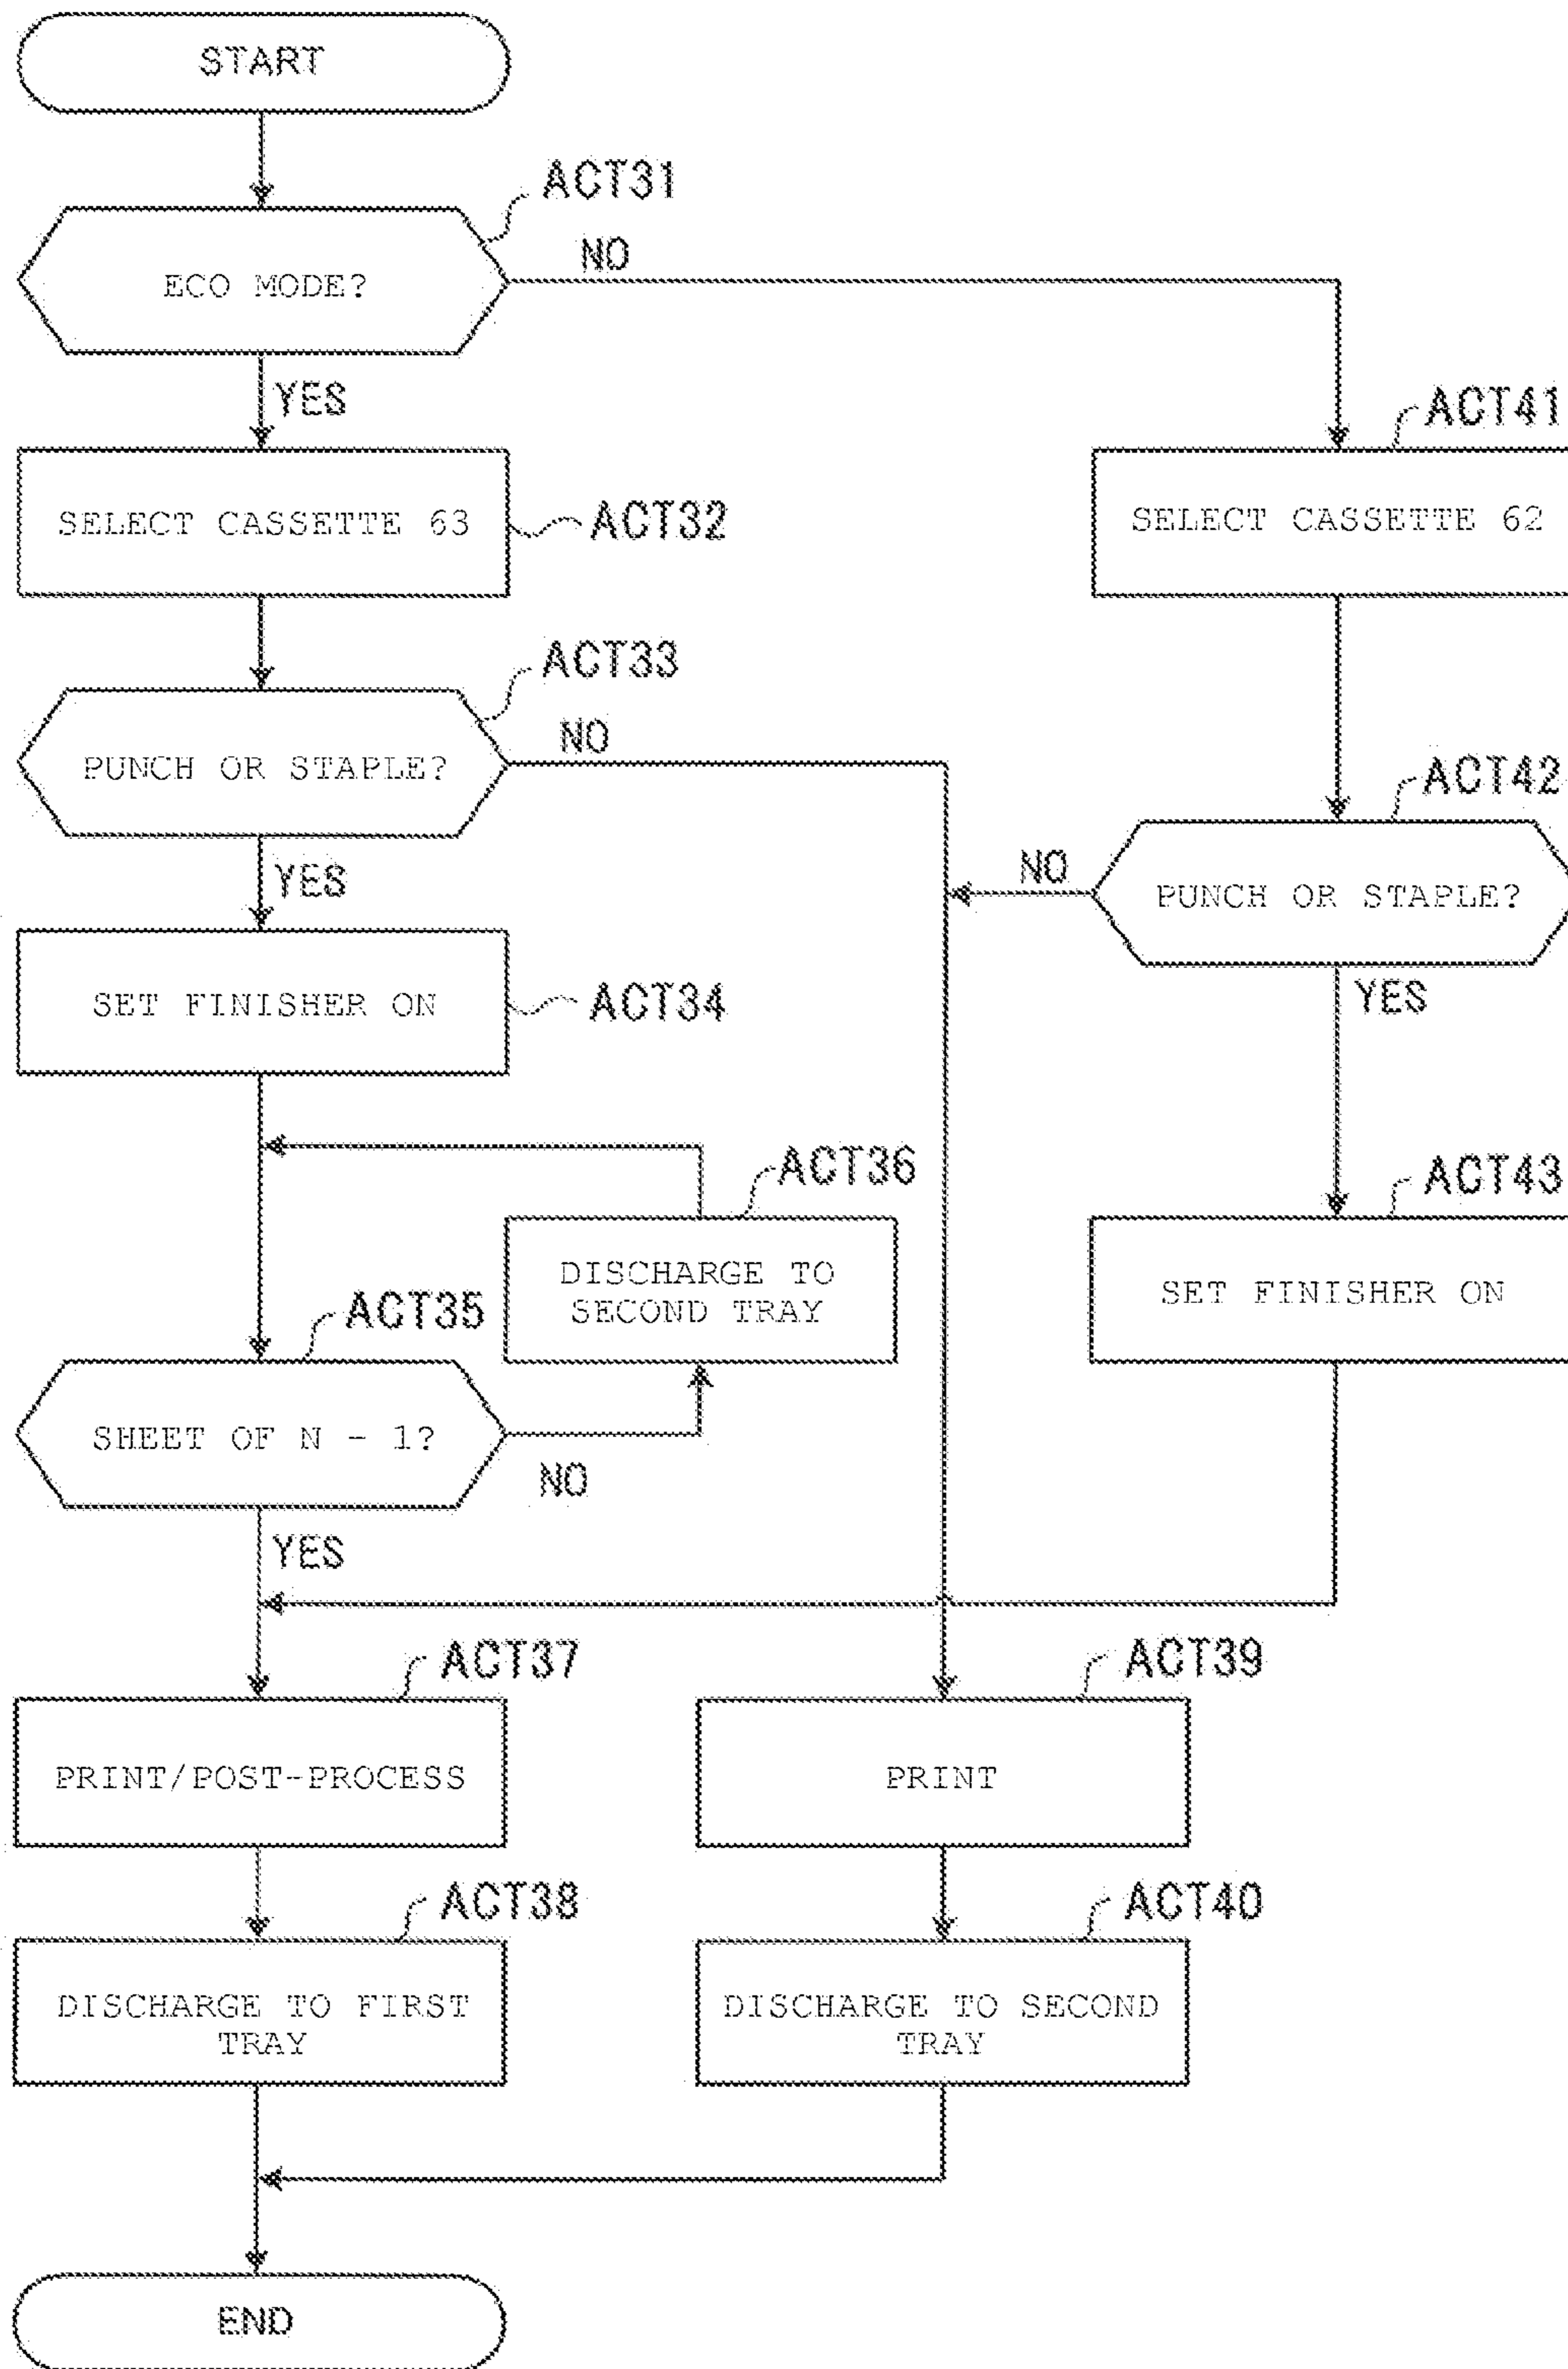 START
ACT31
NO
ECO MODE?
YES
ACT41
SELECT CASSETTE 63
ACT32
SELECT CASSETTE 62
ACT33
NO
PUNCH OR STAPLE?
ACT42
NO
PUNCH OR STAPLE?
YES
YES
SET FINISHER ON
ACT34
ACT36
ACT43
DISCHARGE TO
SECOND TRAY
SET FINISHER ON
ACT35
SHEET OF N - 1?
NO
YES
ACT37
ACT39
PRINT/POST-PROCESS
PRINT
ACT38
ACT40
DISCHARGE TO FIRST
TRAY
DISCHARGE TO SECOND
TRAY
END